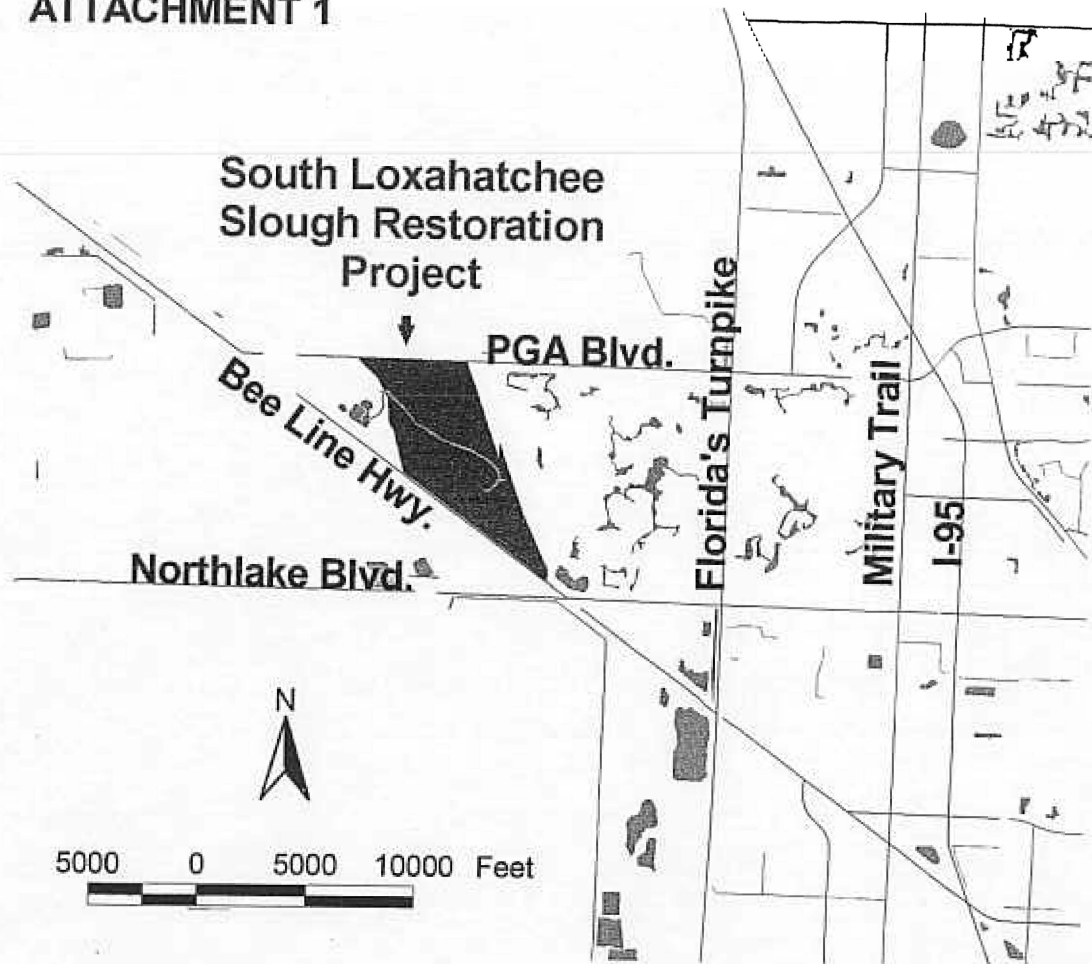 ATTACHMENT 1
South Loxahatchee
Slough Restoration
Project
PGA Blvd.
Bee Line Hwy.
Florida's Turnpike
Military Trail
I-95
Northlake Blvd.
N
5000 0 5000 10000 Feet